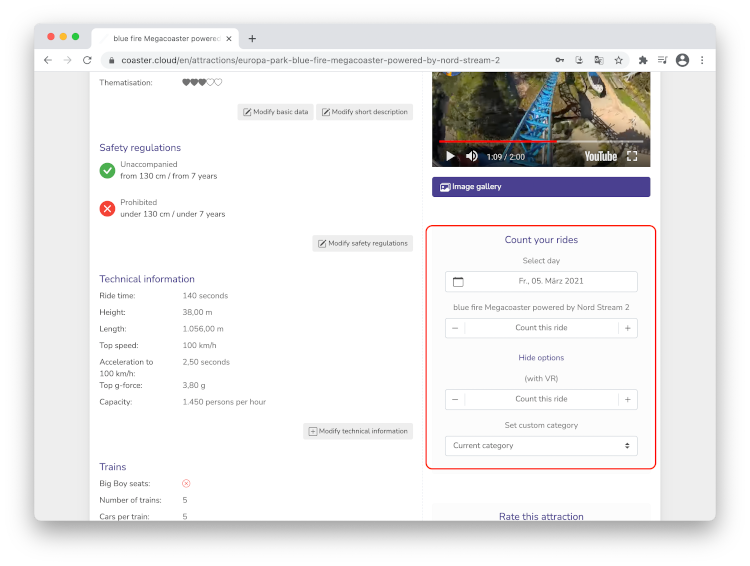 blue fire Megacoaster powered
coaster.cloud/en/attractions/europa-park-blue-fire-megacoaster-powered-by-nord-stream-2
Thematisation:
Modify basic data
Modify short description
Safety regulations
Unaccompanied
from 130 cm / from 7 years
Prohibited
under 130 cm / under 7 years
Modify safety regulations
Technical information
Ride time: 140 seconds
Height: 38,00 m
Length: 1.056,00 m
Top speed: 100 km/h
Acceleration to 2,50 seconds
100 km/h:
Top g-force: 3,80 g
Capacity: 1.450 persons per hour
Modify technical information
Trains
Big Boy seats:
Number of trains: 5
Cars per train: 5
1:09 / 2:00 YouTube
Image gallery
Count your rides
Select day
Fr., 05. März 2021
blue fire Megacoaster powered by Nord Stream 2
− Count this ride +
Hide options
(with VR)
− Count this ride +
Set custom category
Current category
Rate this attraction